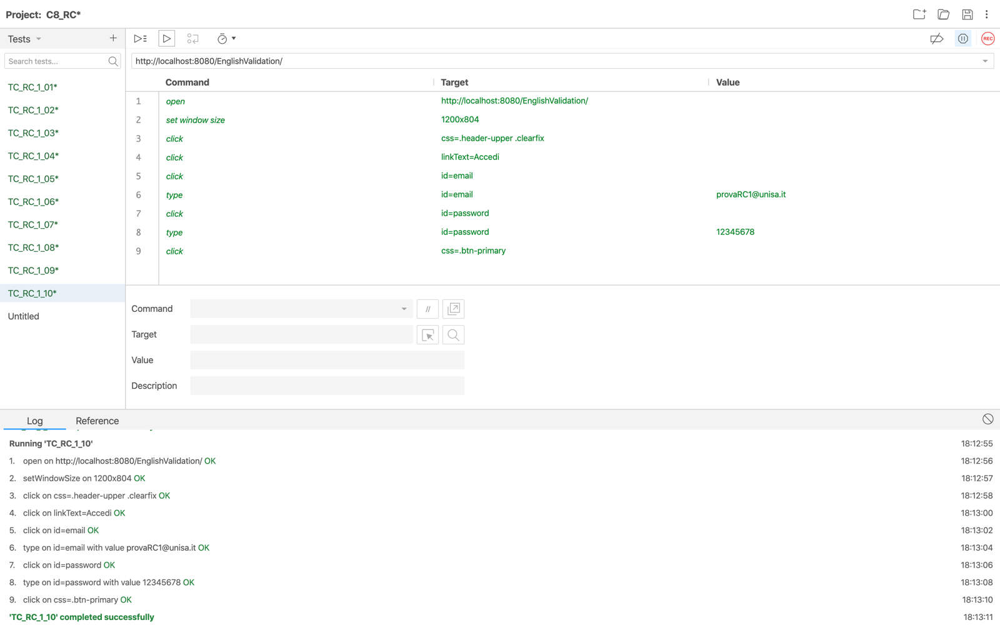 Project: C8_RC*
Tests
Search tests...
TC_RC_1_01*
TC_RC_1_02*
TC_RC_1_03*
TC_RC_1_04*
TC_RC_1_05*
TC_RC_1_06*
TC_RC_1_07*
TC_RC_1_08*
TC_RC_1_09*
TC_RC_1_10*
Untitled
REC
http://localhost:8080/EnglishValidation/
Command Target Value
1 open http://localhost:8080/EnglishValidation/
2 set window size 1200x804
3 click css=.header-upper .clearfix
4 click linkText=Accedi
5 click id=email
6 type id=email provaRC1@unisa.it
7 click id=password
8 type id=password 12345678
9 click css=.btn-primary
Command //
Target
Value
Description
Log Reference
Running 'TC_RC_1_10' 18:12:55
1. open on http://localhost:8080/EnglishValidation/ OK 18:12:56
2. setWindowSize on 1200x804 OK 18:12:57
3. click on css=.header-upper .clearfix OK 18:12:58
4. click on linkText=Accedi OK 18:13:00
5. click on id=email OK 18:13:02
6. type on id=email with value provaRC1@unisa.it OK 18:13:04
7. click on id=password OK 18:13:06
8. type on id=password with value 12345678 OK 18:13:08
9. click on css=.btn-primary OK 18:13:10
'TC_RC_1_10' completed successfully 18:13:11